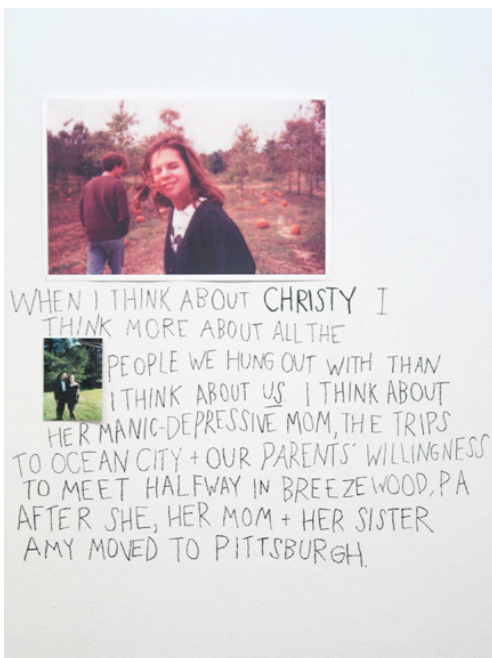 WHEN I THINK ABOUT CHRISTY I
THINK MORE ABOUT ALL THE
PEOPLE WE HUNG OUT WITH THAN
I THINK ABOUT US I THINK ABOUT
HER MANIC-DEPRESSIVE MOM, THE TRIPS
TO OCEAN CITY + OUR PARENTS' WILLINGNESS
TO MEET HALFWAY IN BREEZEWOOD, PA
AFTER SHE, HER MOM + HER SISTER
AMY MOVED TO PITTSBURGH.